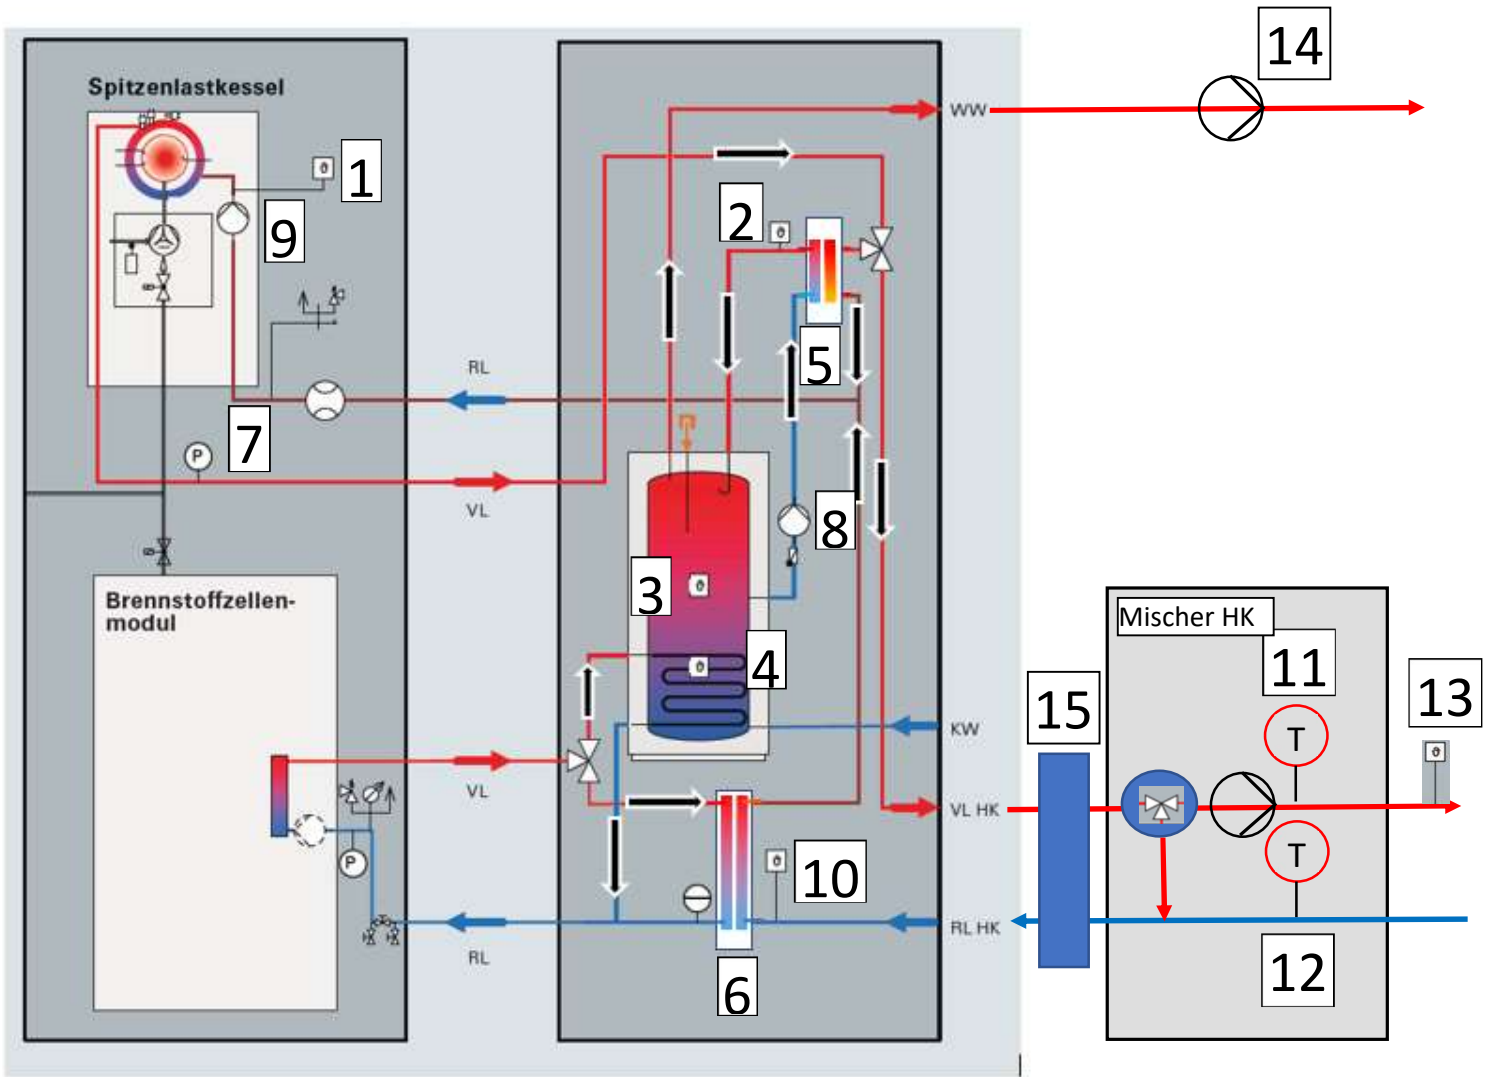 14
Spitzenlastkessel
WW
1
2
9
5
RL
7
P
8
VL
3
Brennstoffzellen-
modul
Mischer HK
4
11
13
15
KW
T
VL
VL HK
P
10
T
RL HK
RL
12
6